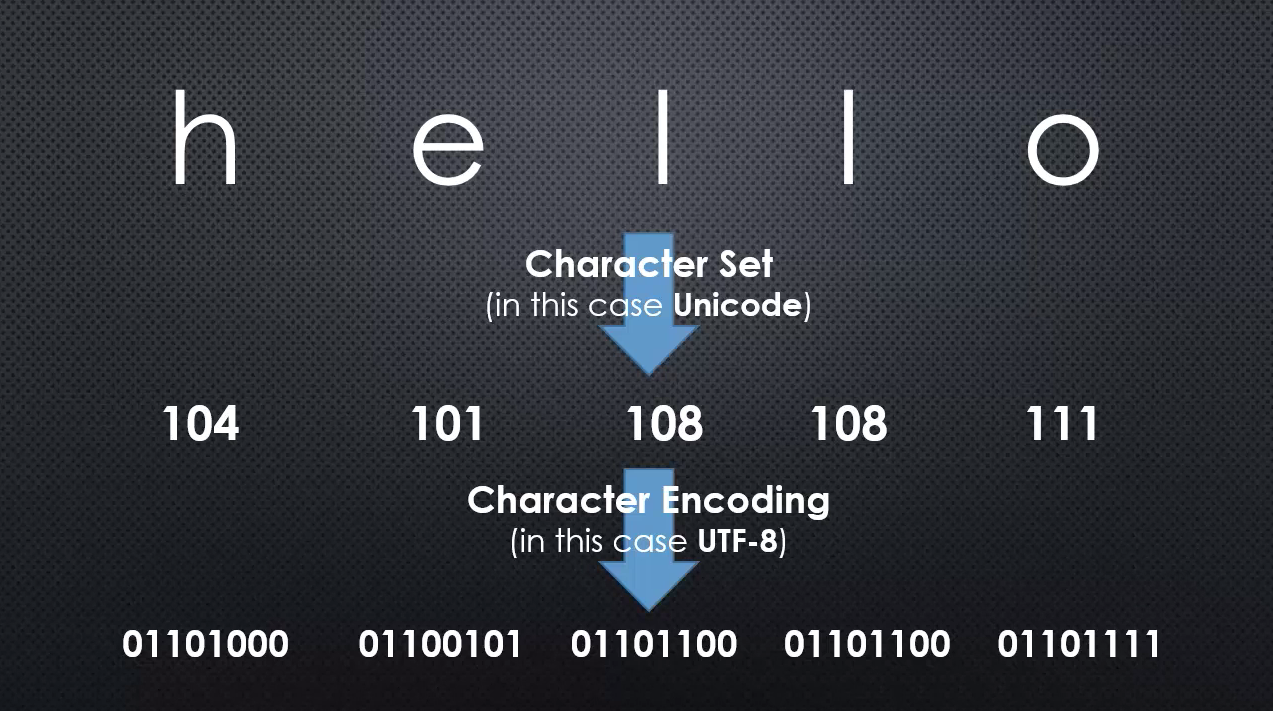 h e l l o
Character Set
(in this case Unicode)
104 101 108 108 111
Character Encoding
(in this case UTF-8)
01101000 01100101 01101100 01101100 01101111